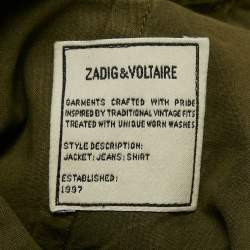 ZADIG&VOLTAIRE
GARMENTS CRAFTED WITH PRIDE
INSPIRED BY TRADITIONAL VINTAGE FITS
TREATED WITH UNIQUE WORN WASHES
STYLE DESCRIPTION:
JACKET: JEANS: SHIRT
ESTABLISHED:
1997